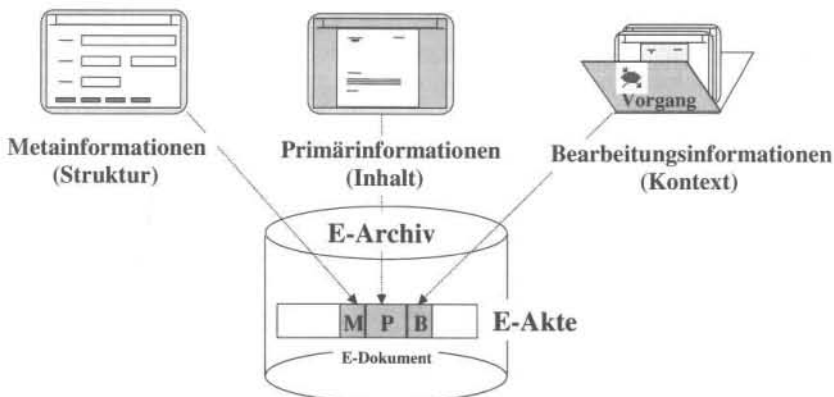 Vorgang
Metainformationen
(Struktur)
Primärinformationen
(Inhalt)
Bearbeitungsinformationen
(Kontext)
E-Archiv
M P B
E-Akte
E-Dokument